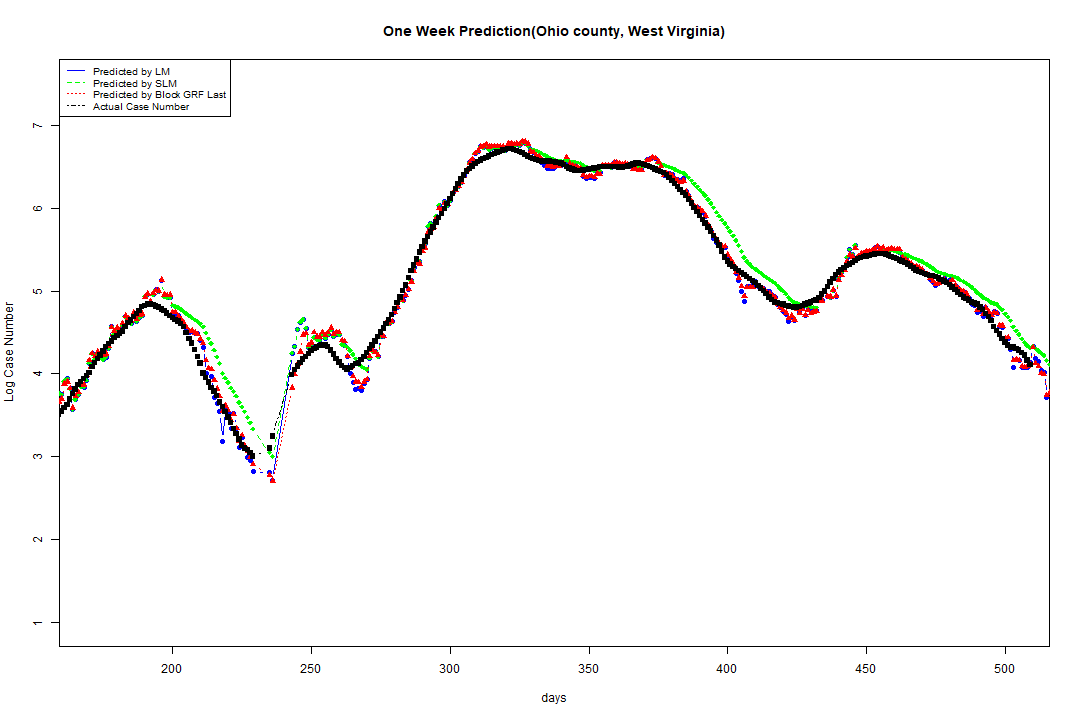 One Week Prediction(Ohio county, West Virginia)
Predicted by LM
Predicted by SLM
Predicted by Block GRF Last
Actual Case Number
7
6
5
4
3
2
1
Log Case Number
200 250 300 350 400 450 500
days